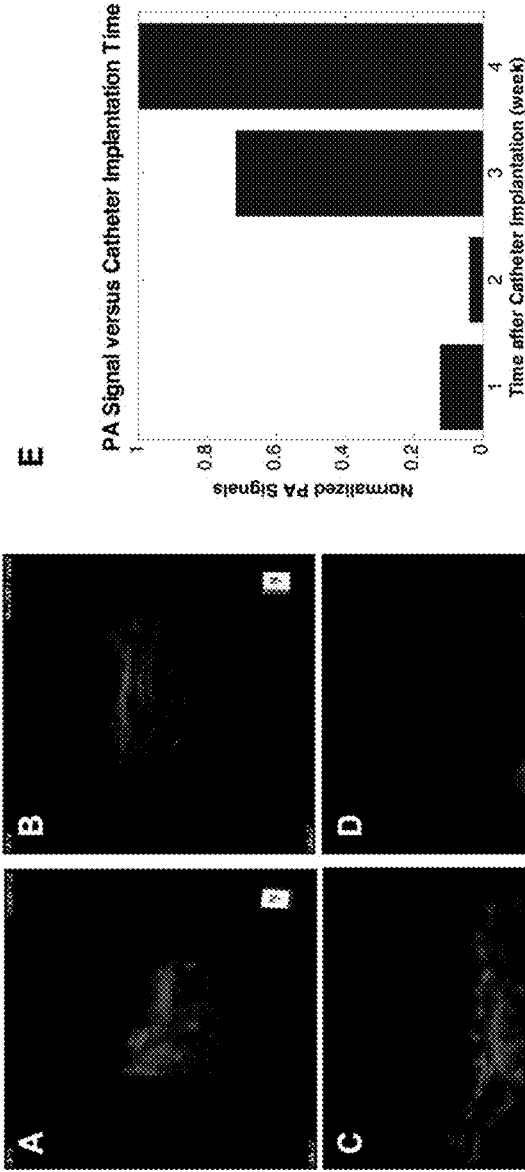 A
B
C
D
E
PA Signal versus Catheter Implantation Time
Normalized PA Signals
1
0.8
0.6
0.4
0.2
0
1 2 3 4
Time after Catheter Implantation (week)